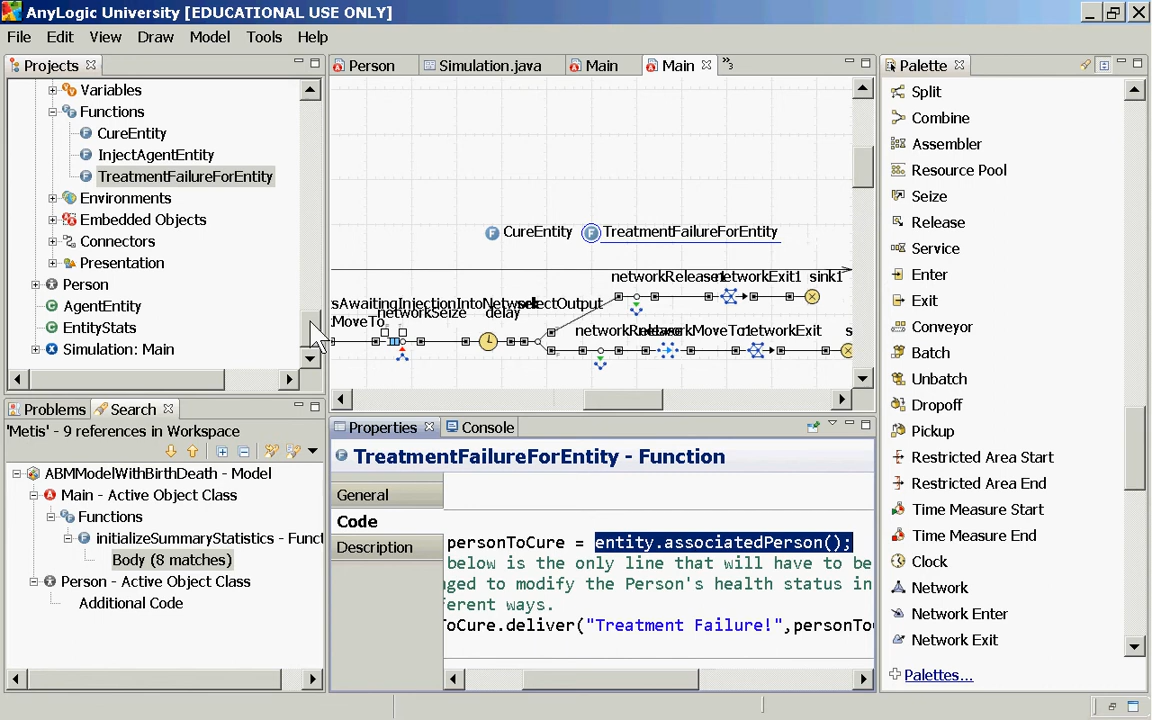 AnyLogic University [EDUCATIONAL USE ONLY]
File Edit View Draw Model Tools Help
Projects
Variables
Functions
CureEntity
InjectAgentEntity
TreatmentFailureForEntity
Environments
Embedded Objects
Connectors
Presentation
Person
AgentEntity
EntityStats
Simulation: Main
Problems Search
'Metis' - 9 references in Workspace
ABMModelWithBirthDeath - Model
Main - Active Object Class
Functions
initializeSummaryStatistics - Funct
Body (8 matches)
Person - Active Object Class
Additional Code
Person Simulation.java Main Main »3
CureEntity TreatmentFailureForEntity
networkExit1 sink1
selectOutput
networkSeize delay
networkMoveTo1 networkExit
Properties Console
TreatmentFailureForEntity - Function
General
Code
Description
personToCure = entity.associatedPerson();
below is the only line that will have to be
ged to modify the Person's health status in
ferent ways.
ToCure.deliver("Treatment Failure!",personTo
Palette
Split
Combine
Assembler
Resource Pool
Seize
Release
Service
Enter
Exit
Conveyor
Batch
Unbatch
Dropoff
Pickup
Restricted Area Start
Restricted Area End
Time Measure Start
Time Measure End
Clock
Network
Network Enter
Network Exit
Palettes...